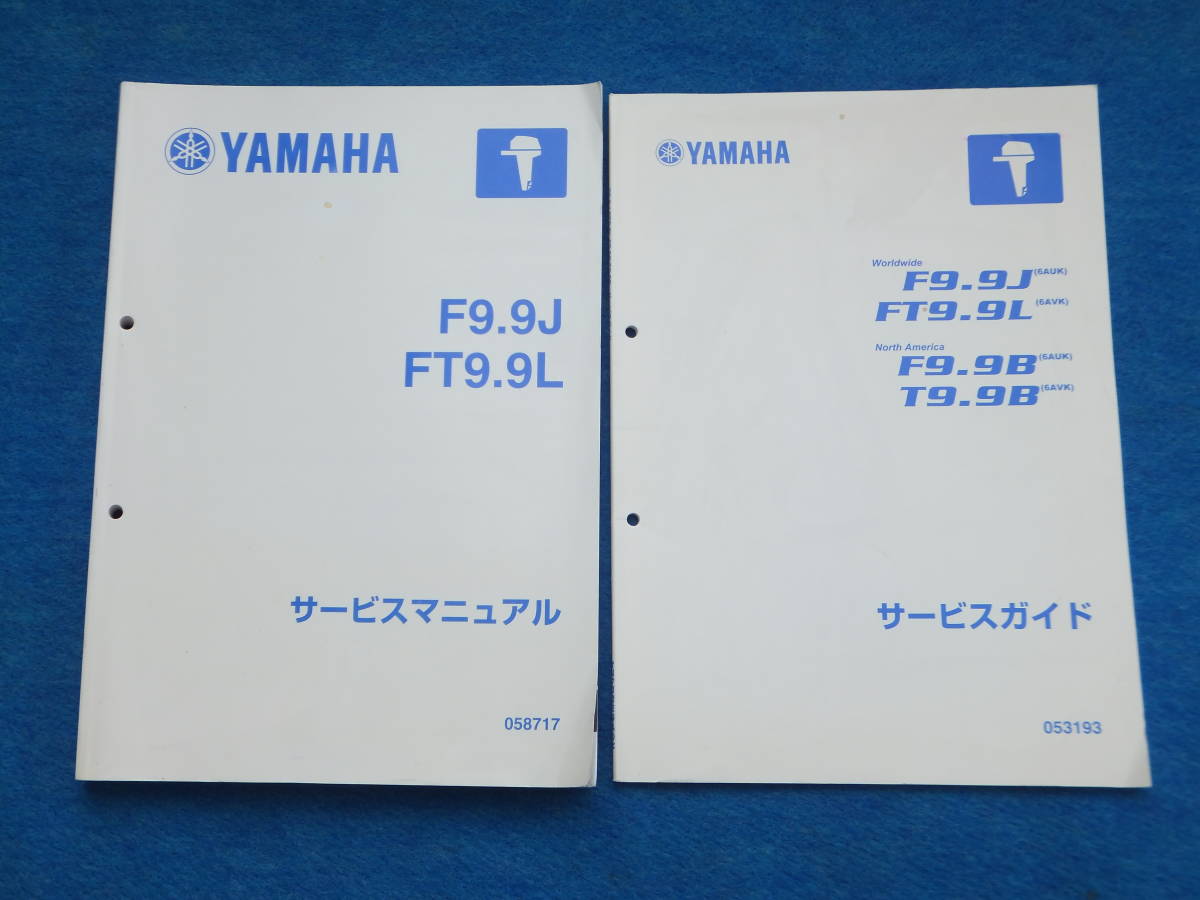 YAMAHA
F9.9J
FT9.9L
サービスマニュアル
058717
YAMAHA
Worldwide
F9.9J(6AUK)
FT9.9L(6AVK)
North America
F9.9B(6AUK)
T9.9B(6AVK)
サービスガイド
053193